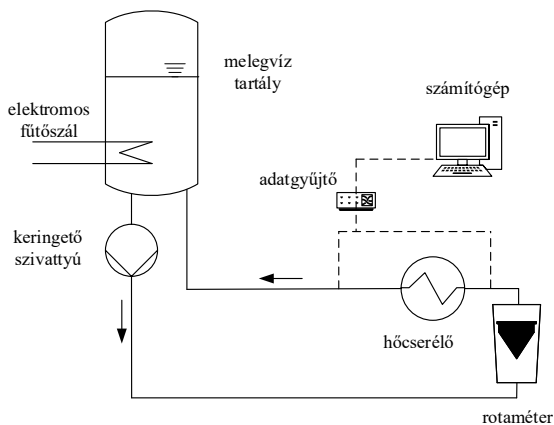 melegvíz
tartály
számítógép
elektromos
fűtőszál
adatgyűjtő
keringető
szivattyú
hőcserélő
rotaméter